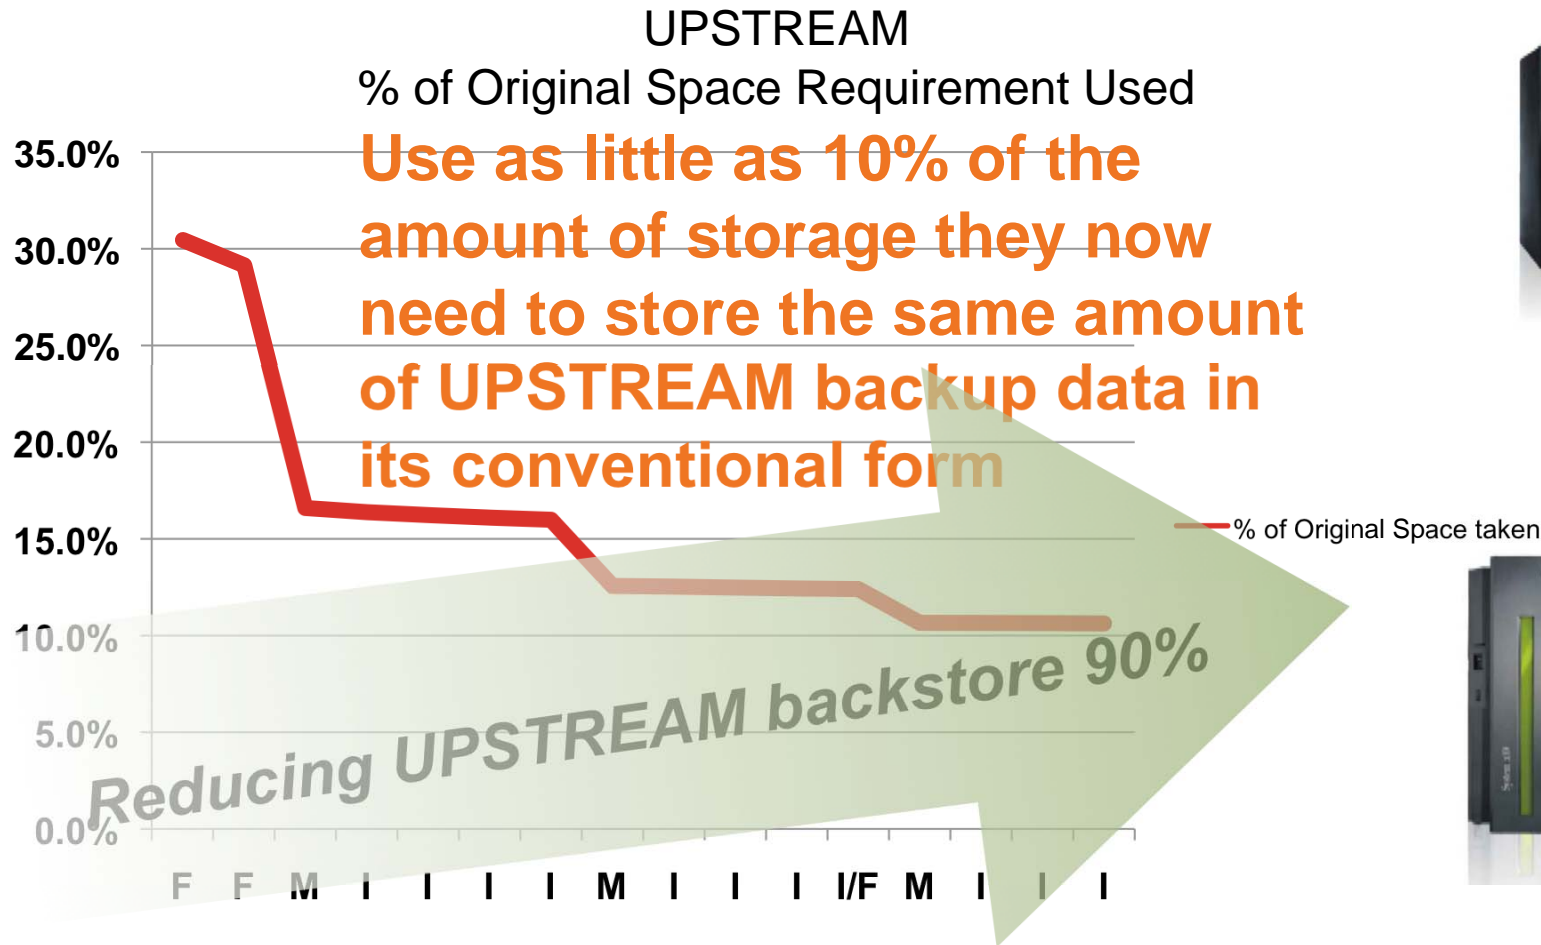 UPSTREAM
% of Original Space Requirement Used
Use as little as 10% of the
amount of storage they now
need to store the same amount
of UPSTREAM backup data in
its conventional form
35.0%
30.0%
25.0%
20.0%
15.0%
10.0%
5.0%
0.0%
% of Original Space taken
Reducing UPSTREAM backstore 90%
F F M I I I I M I I I I/F M I I I